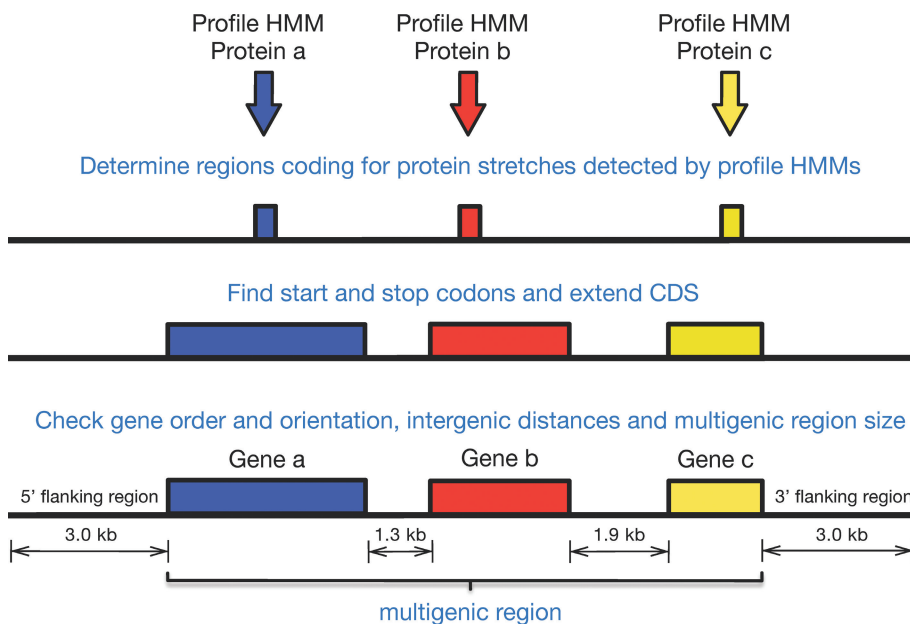 Profile HMM Profile HMM Profile HMM
Protein a Protein b Protein c
Determine regions coding for protein stretches detected by profile HMMs
Find start and stop codons and extend CDS
Check gene order and orientation, intergenic distances and multigenic region size
Gene a Gene b Gene c
5' flanking region 3' flanking region
3.0 kb 1.3 kb 1.9 kb 3.0 kb
multigenic region